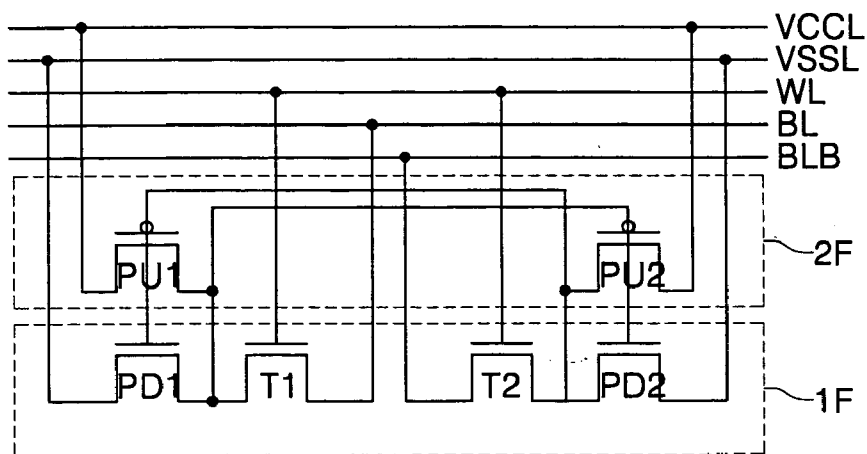 VCCL
VSSL
WL
BL
BLB
PU1
PU2
2F
PD1
T1
T2
PD2
1F